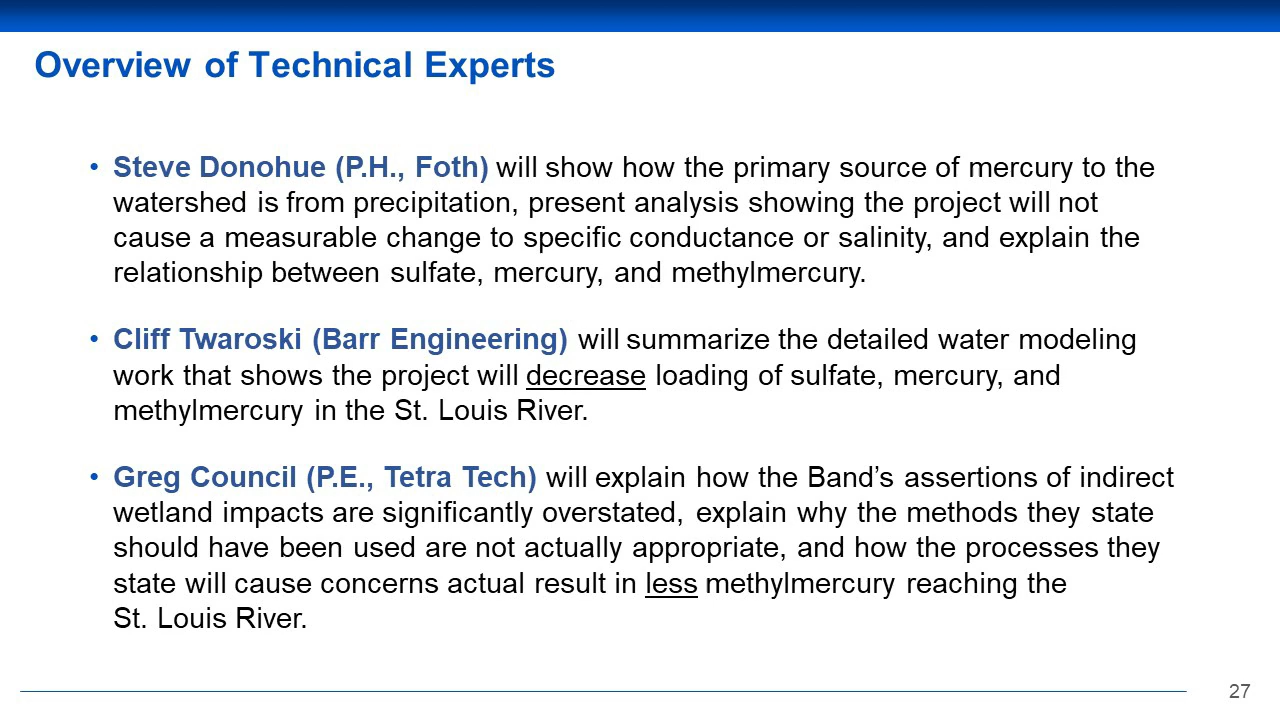 Overview of Technical Experts
• Steve Donohue (P.H., Foth) will show how the primary source of mercury to the
watershed is from precipitation, present analysis showing the project will not
cause a measurable change to specific conductance or salinity, and explain the
relationship between sulfate, mercury, and methylmercury.
• Cliff Twaroski (Barr Engineering) will summarize the detailed water modeling
work that shows the project will decrease loading of sulfate, mercury, and
methylmercury in the St. Louis River.
• Greg Council (P.E., Tetra Tech) will explain how the Band’s assertions of indirect
wetland impacts are significantly overstated, explain why the methods they state
should have been used are not actually appropriate, and how the processes they
state will cause concerns actual result in less methylmercury reaching the
St. Louis River.
27